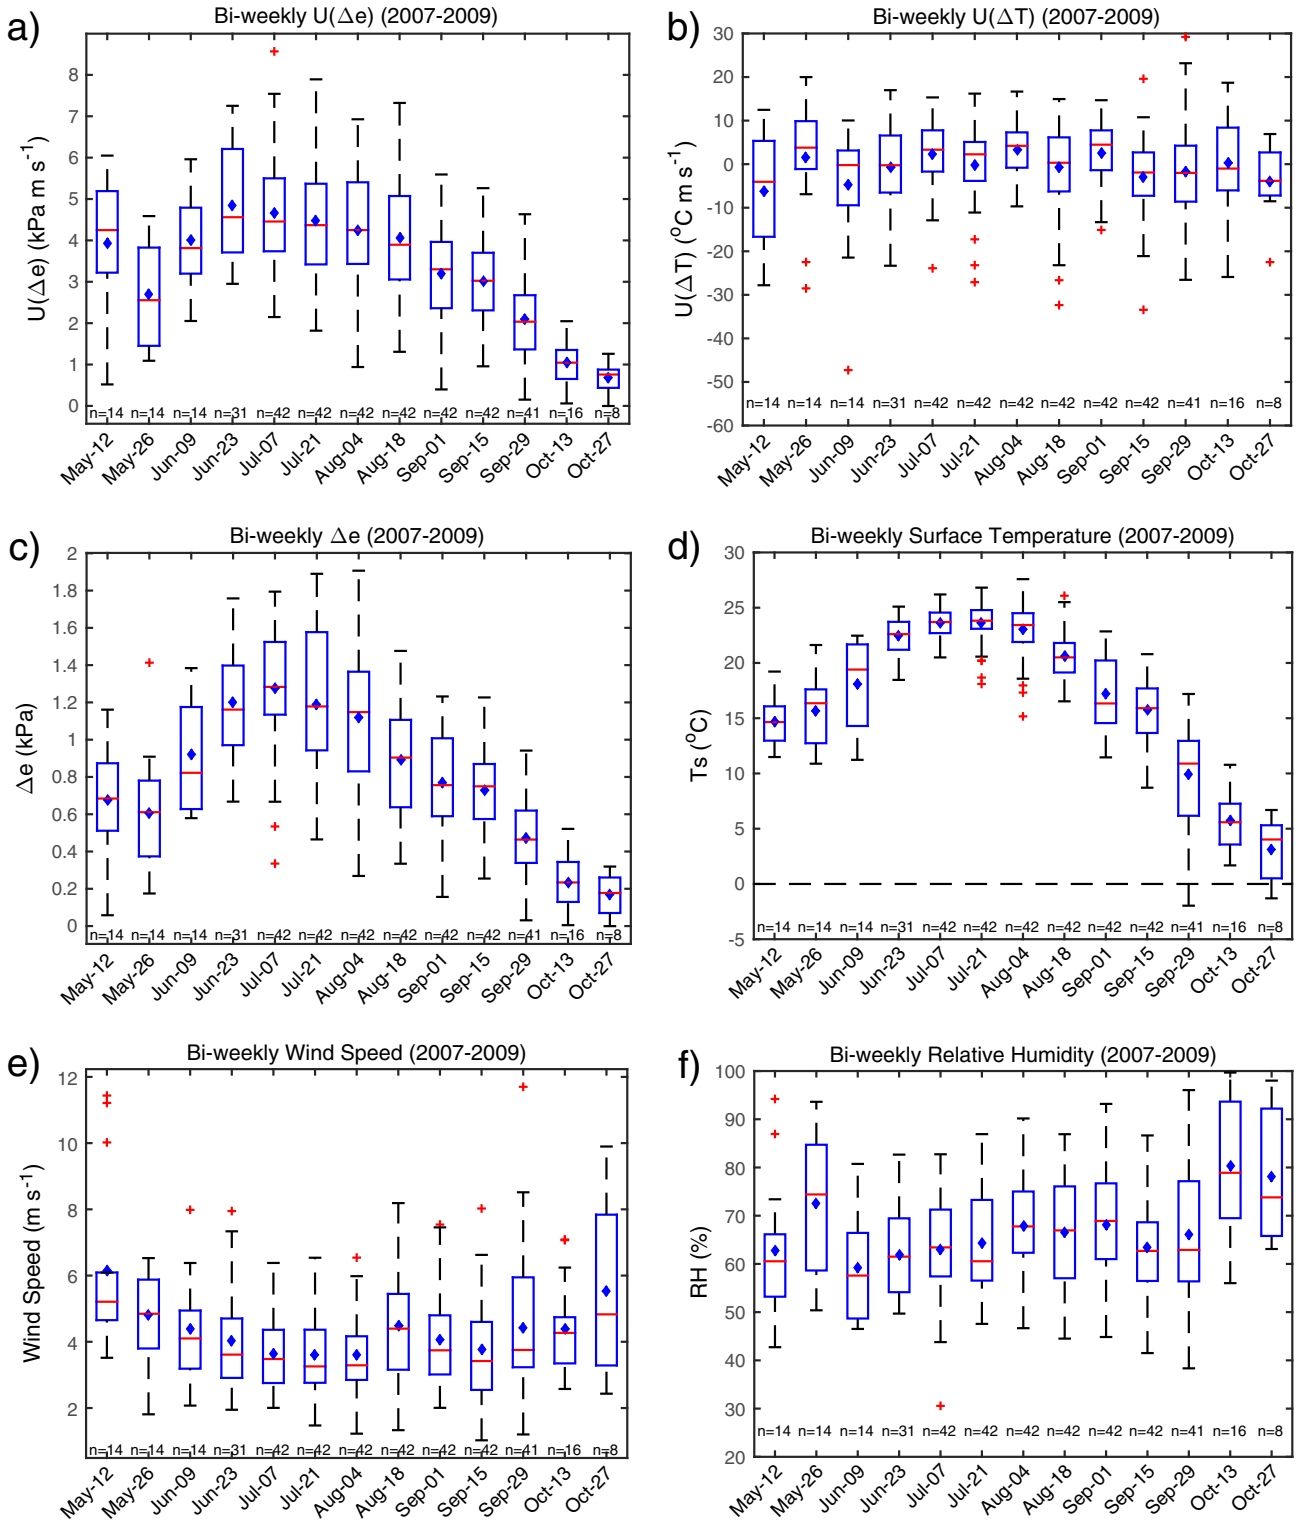 a)
Bi-weekly U(Δe) (2007-2009)
U(Δe) (kPa m s⁻¹)
8
7
6
5
4
3
2
1
0
n=14 n=14 n=14 n=31 n=42 n=42 n=42 n=42 n=42 n=42 n=41 n=16 n=8
May-12 May-26 Jun-09 Jun-23 Jul-07 Jul-21 Aug-04 Aug-18 Sep-01 Sep-15 Sep-29 Oct-13 Oct-27
b)
Bi-weekly U(ΔT) (2007-2009)
U(ΔT) (°C m s⁻¹)
30
20
10
0
-10
-20
-30
-40
-50
-60
n=14 n=14 n=14 n=31 n=42 n=42 n=42 n=42 n=42 n=42 n=41 n=16 n=8
May-12 May-26 Jun-09 Jun-23 Jul-07 Jul-21 Aug-04 Aug-18 Sep-01 Sep-15 Sep-29 Oct-13 Oct-27
c)
Bi-weekly Δe (2007-2009)
Δe (kPa)
2
1.8
1.6
1.4
1.2
1
0.8
0.6
0.4
0.2
0
n=14 n=14 n=14 n=31 n=42 n=42 n=42 n=42 n=42 n=42 n=41 n=16 n=8
May-12 May-26 Jun-09 Jun-23 Jul-07 Jul-21 Aug-04 Aug-18 Sep-01 Sep-15 Sep-29 Oct-13 Oct-27
d)
Bi-weekly Surface Temperature (2007-2009)
Ts (°C)
30
25
20
15
10
5
0
-5
n=14 n=14 n=14 n=31 n=42 n=42 n=42 n=42 n=42 n=42 n=41 n=16 n=8
May-12 May-26 Jun-09 Jun-23 Jul-07 Jul-21 Aug-04 Aug-18 Sep-01 Sep-15 Sep-29 Oct-13 Oct-27
e)
Bi-weekly Wind Speed (2007-2009)
Wind Speed (m s⁻¹)
12
10
8
6
4
2
n=14 n=14 n=14 n=31 n=42 n=42 n=42 n=42 n=42 n=42 n=41 n=16 n=8
May-12 May-26 Jun-09 Jun-23 Jul-07 Jul-21 Aug-04 Aug-18 Sep-01 Sep-15 Sep-29 Oct-13 Oct-27
f)
Bi-weekly Relative Humidity (2007-2009)
RH (%)
100
90
80
70
60
50
40
30
20
n=14 n=14 n=14 n=31 n=42 n=42 n=42 n=42 n=42 n=42 n=41 n=16 n=8
May-12 May-26 Jun-09 Jun-23 Jul-07 Jul-21 Aug-04 Aug-18 Sep-01 Sep-15 Sep-29 Oct-13 Oct-27